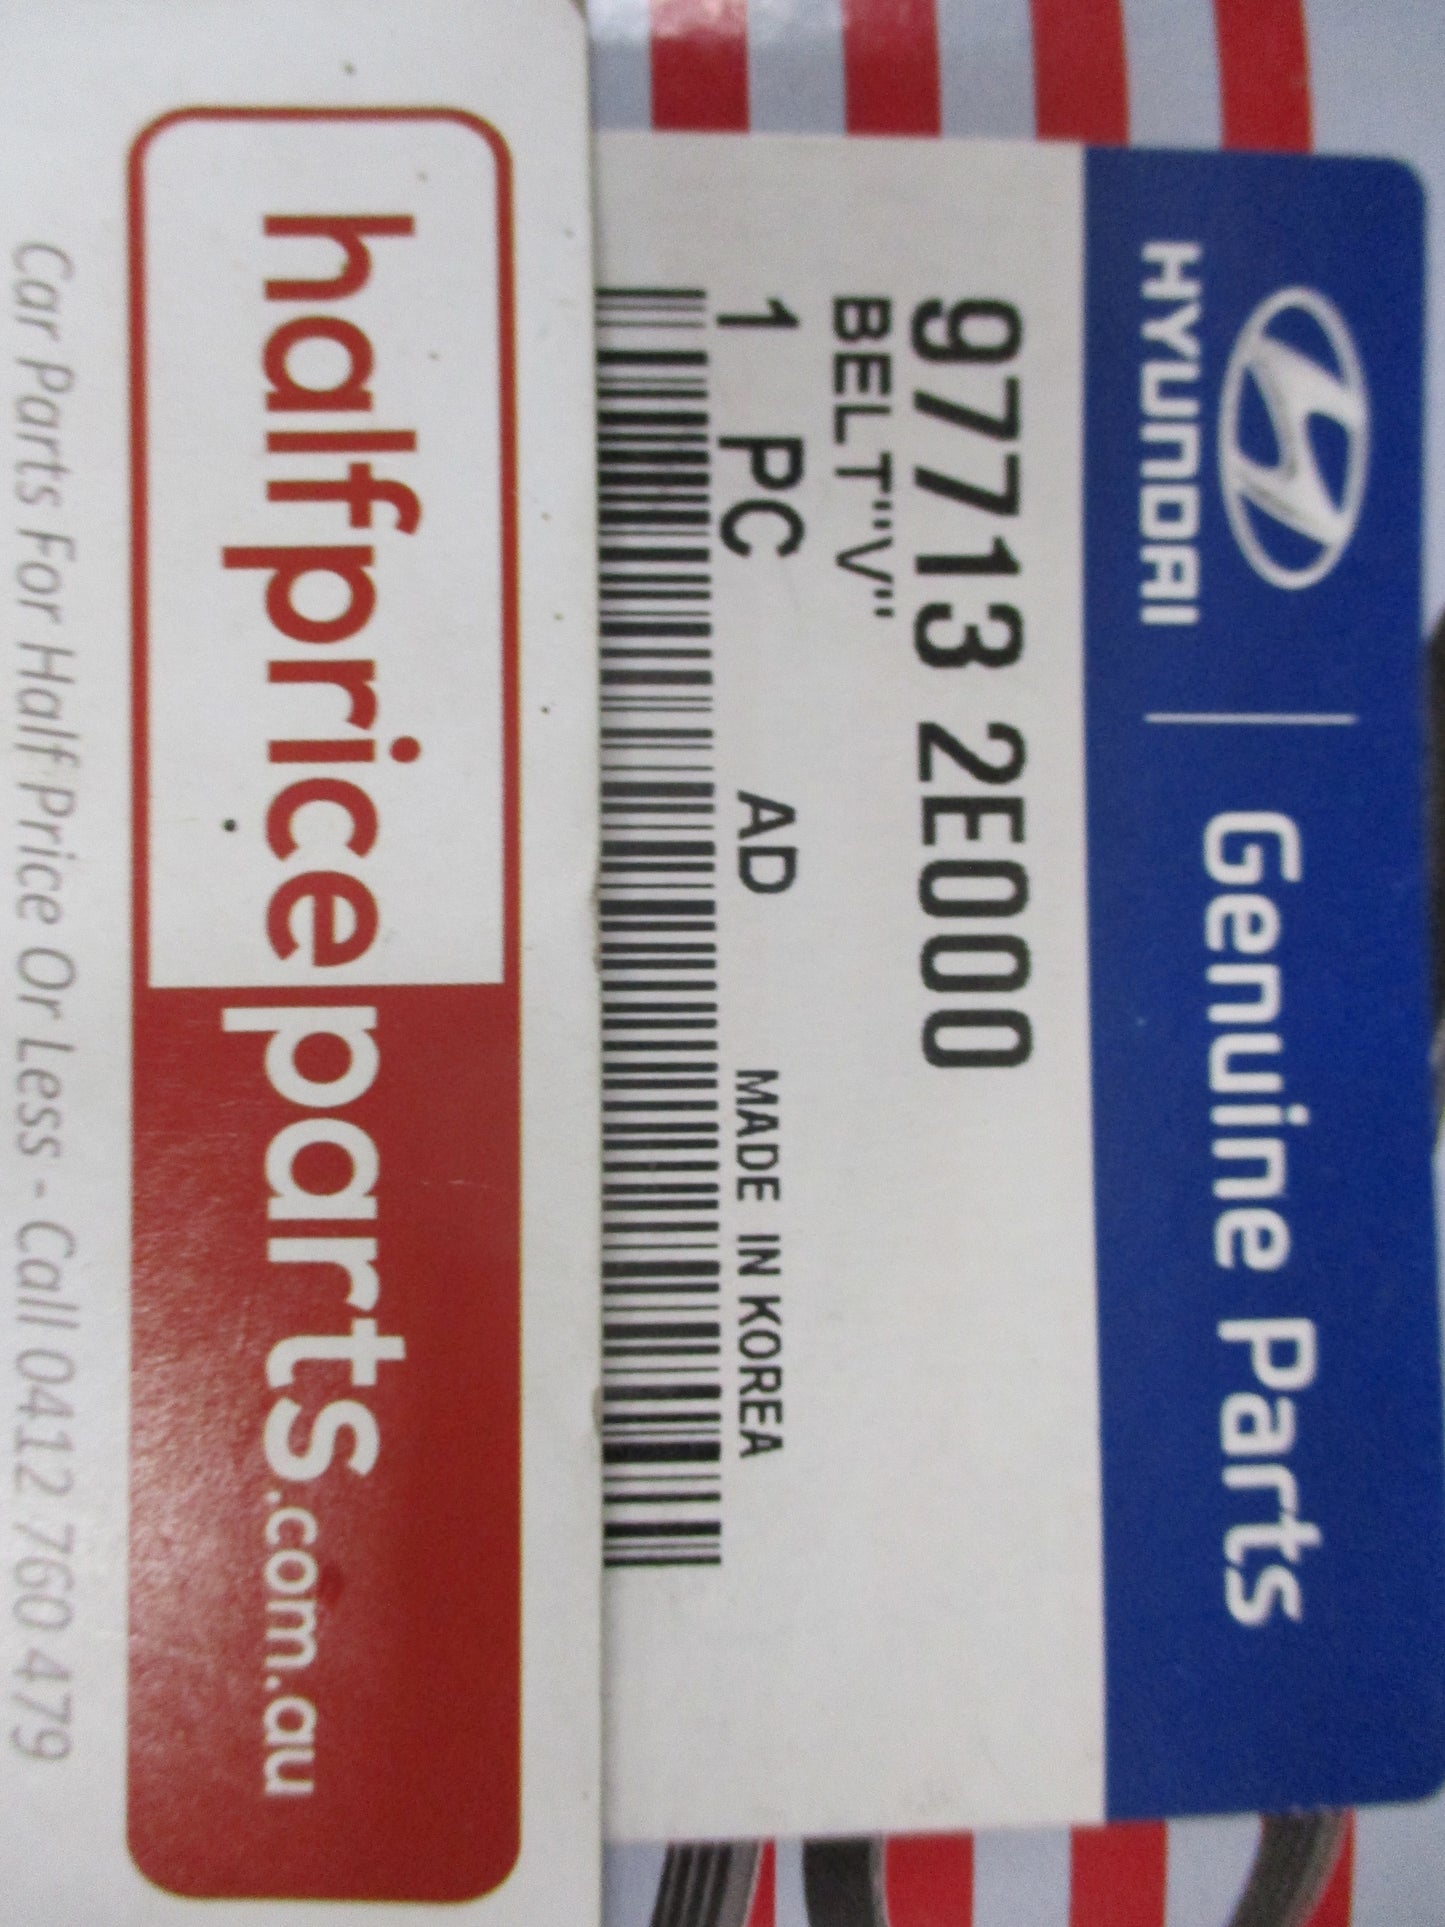 HYUNDAI | Genuine Parts
97713 2E000
BELT"V"
1 PC AD MADE IN KOREA
halfpriceparts.com.au
Car Parts For Half Price Or Less - Call 0412 760 479